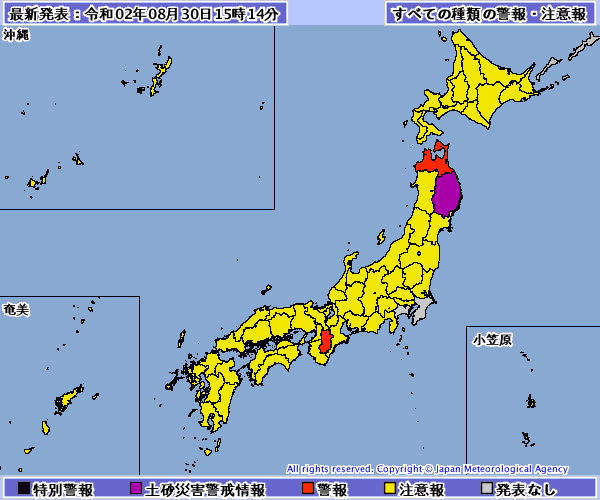 最新発表：令和02年08月30日15時14分
すべての種類の警報・注意報
沖縄
奄美
小笠原
All rights reserved. Copyright © Japan Meteorological Agency
特別警報 土砂災害警戒情報 警報 注意報 発表なし